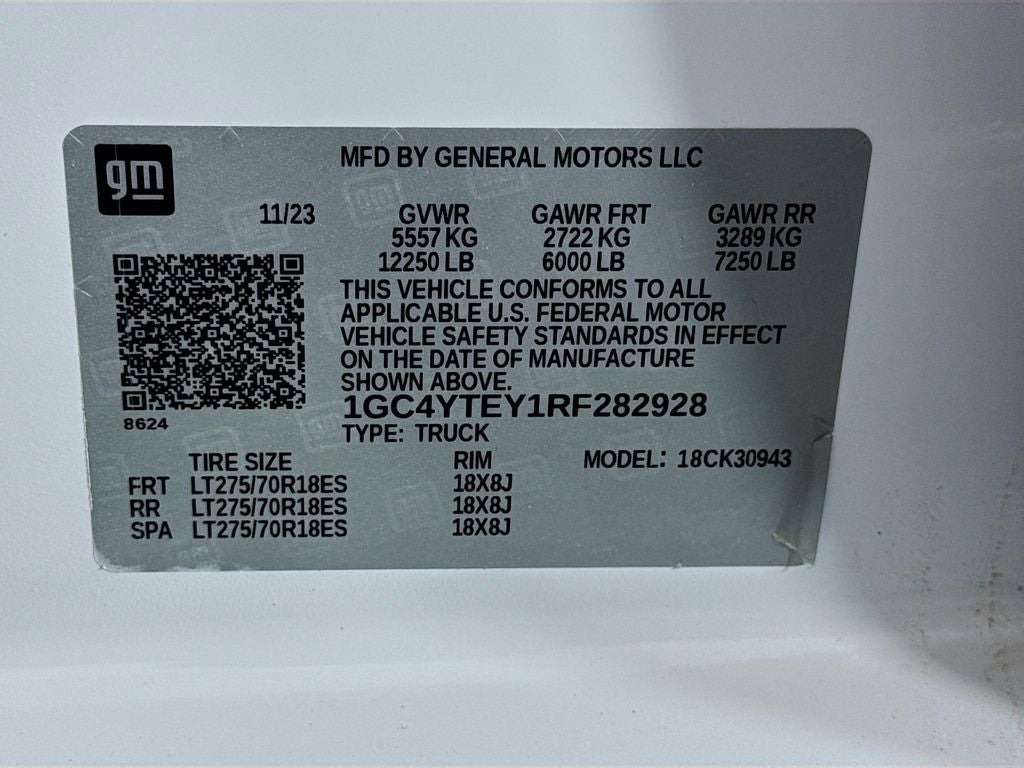 gm
MFD BY GENERAL MOTORS LLC
11/23 GVWR GAWR FRT GAWR RR
5557 KG 2722 KG 3289 KG
12250 LB 6000 LB 7250 LB
THIS VEHICLE CONFORMS TO ALL
APPLICABLE U.S. FEDERAL MOTOR
VEHICLE SAFETY STANDARDS IN EFFECT
ON THE DATE OF MANUFACTURE
SHOWN ABOVE.
1GC4YTEY1RF282928
8624
TYPE: TRUCK
TIRE SIZE RIM MODEL: 18CK30943
FRT LT275/70R18ES 18X8J
RR LT275/70R18ES 18X8J
SPA LT275/70R18ES 18X8J